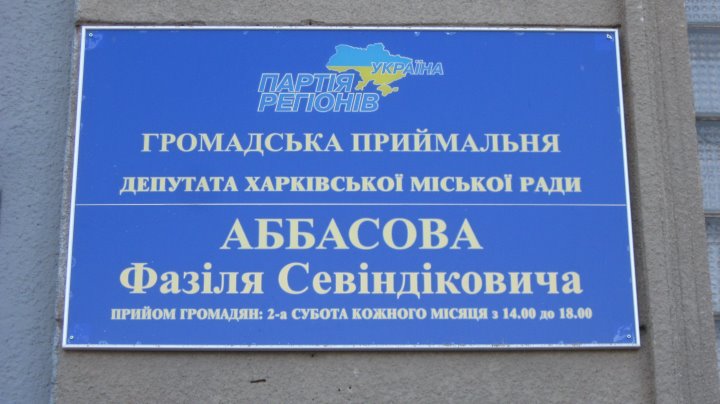 УКРАЇНА
ПАРТІЯ
РЕГІОНІВ
ГРОМАДСЬКА ПРИЙМАЛЬНЯ
ДЕПУТАТА ХАРКІВСЬКОЇ МІСЬКОЇ РАДИ
АББАСОВА
Фазіля Севіндіковича
ПРИЙОМ ГРОМАДЯН: 2-а СУБОТА КОЖНОГО МІСЯЦЯ з 14.00 до 18.00